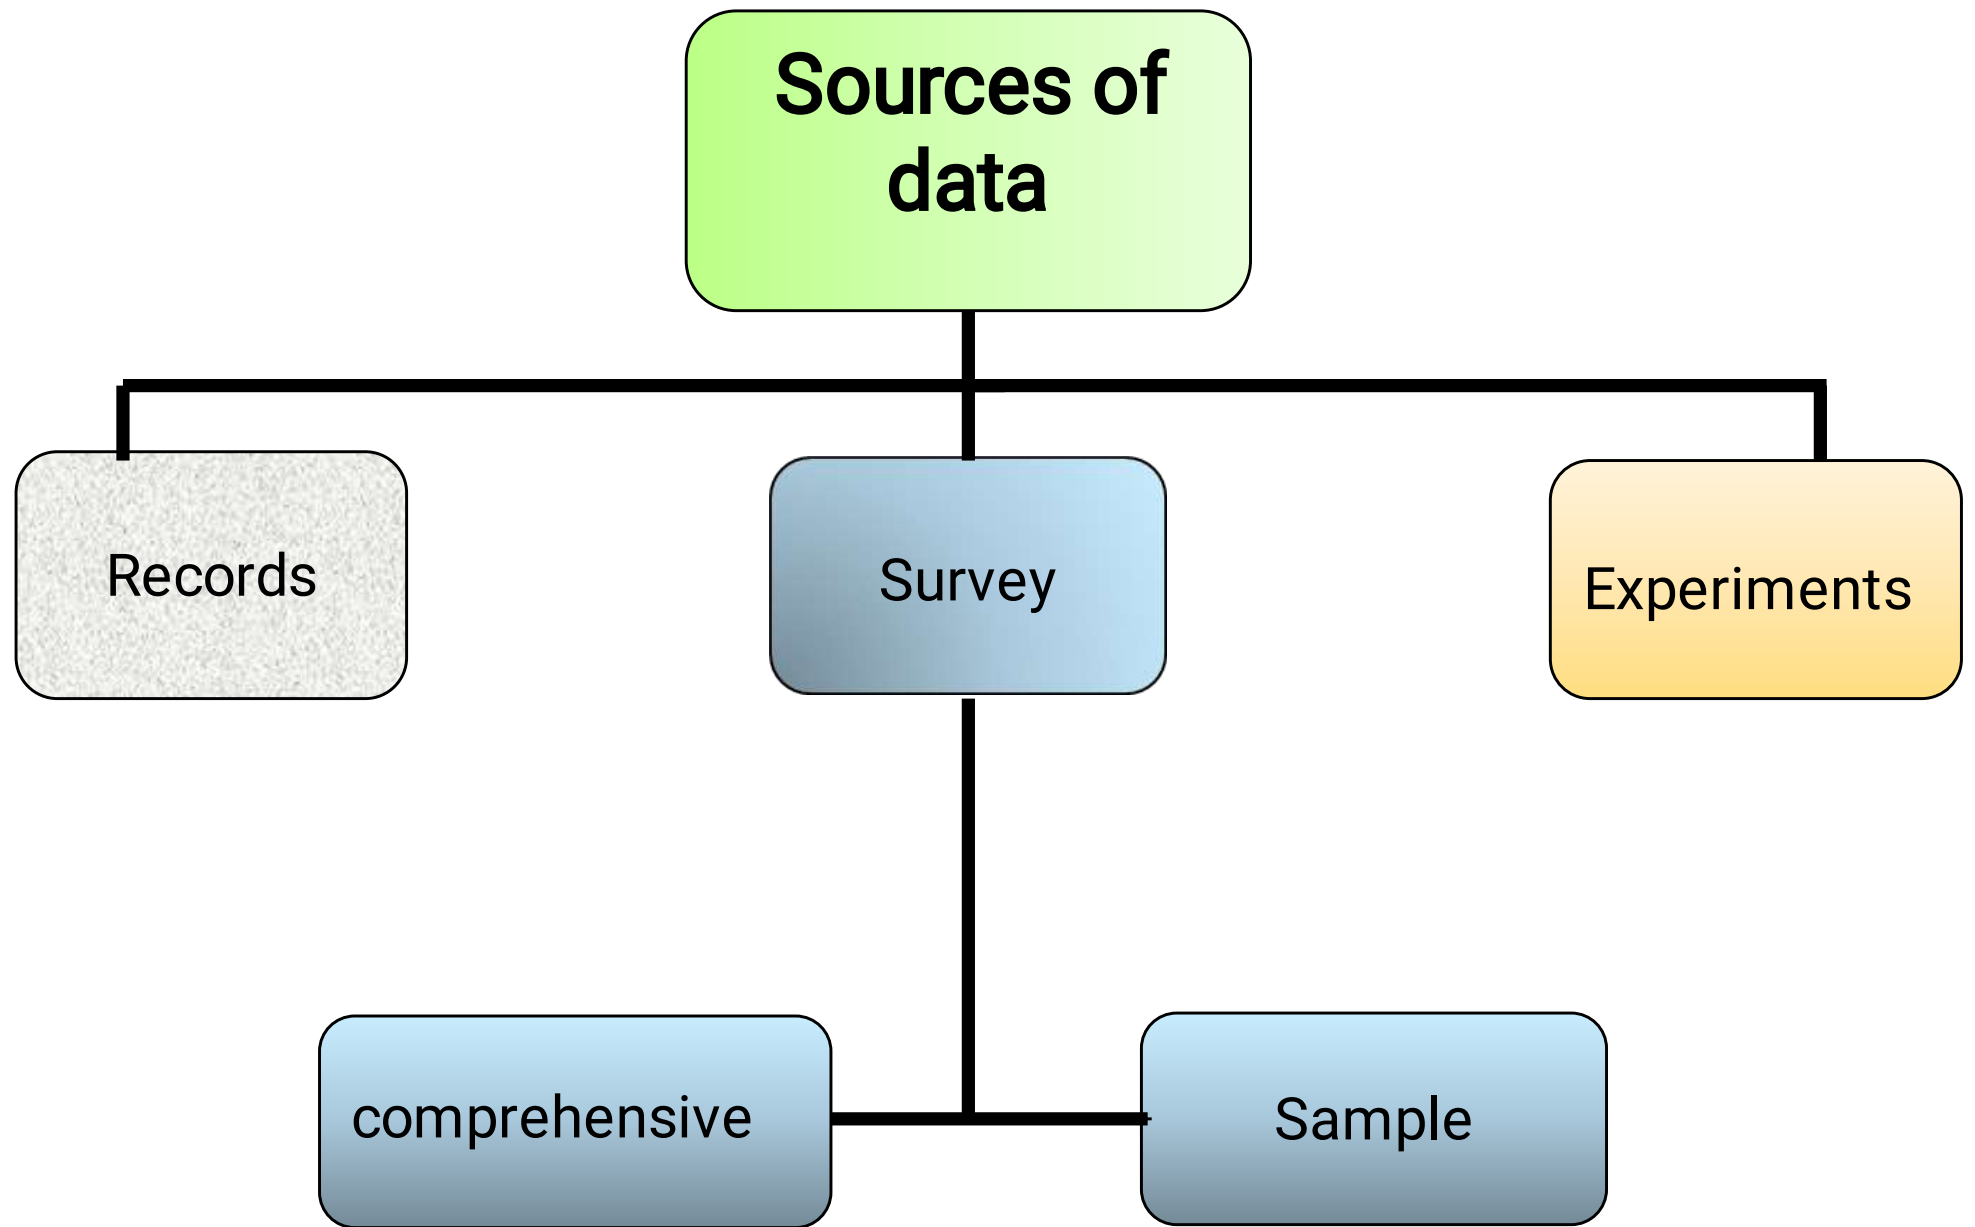 Sources of
data
Records
Survey
Experiments
comprehensive
Sample